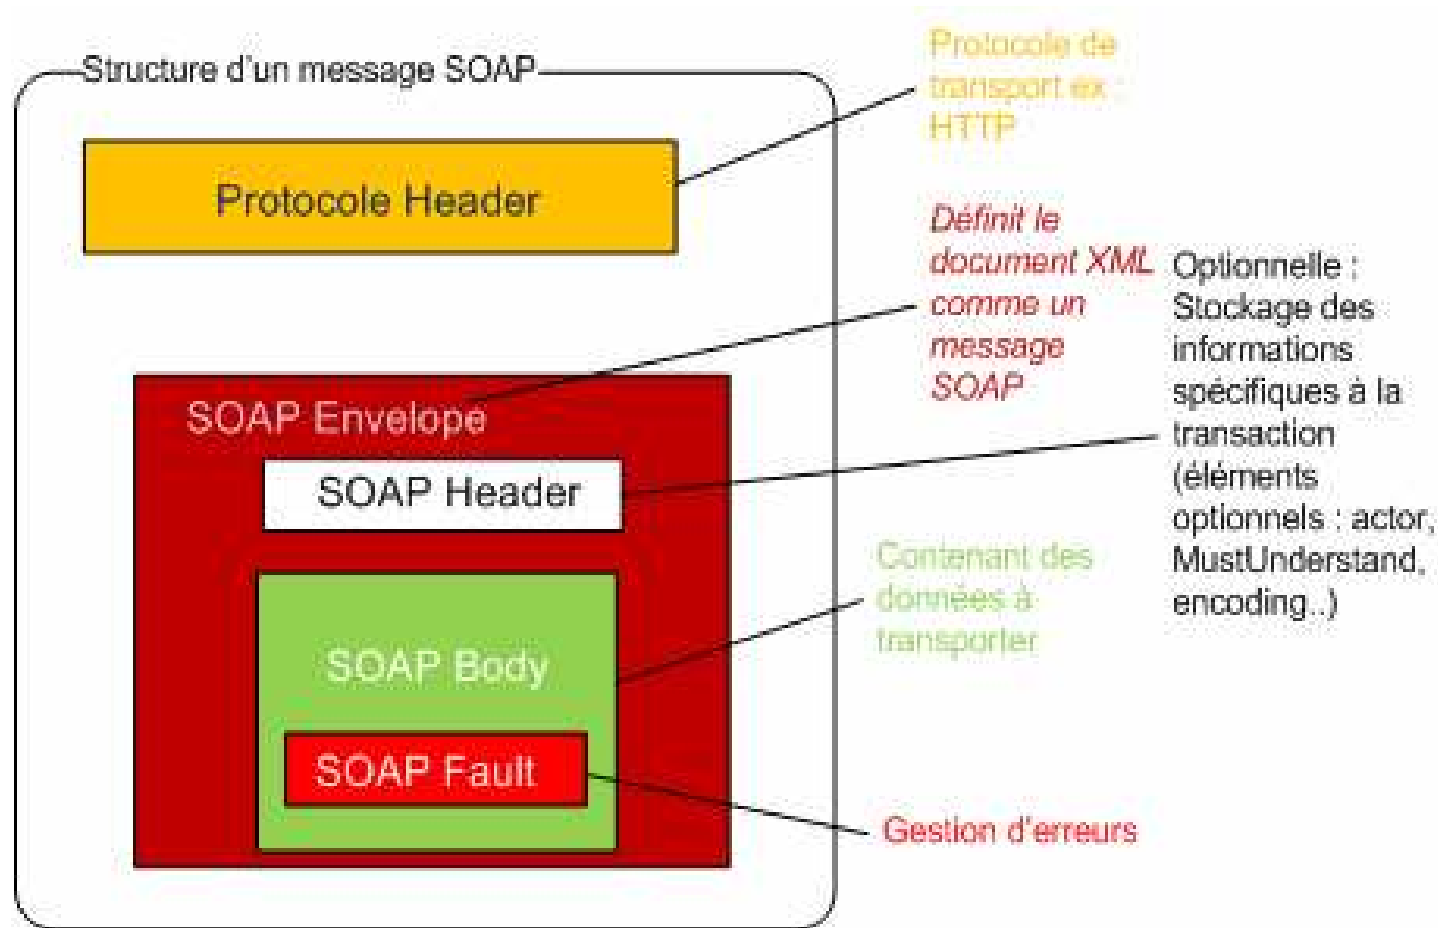 Structure d'un message SOAP
Protocole Header
Protocole de
transport ex :
HTTP
Définit le
document XML
comme un
message
SOAP
Optionnelle :
Stockage des
informations
spécifiques à la
transaction
(éléments
optionnels : actor,
MustUnderstand,
encoding..)
SOAP Envelope
SOAP Header
SOAP Body
Contenant des
données à
transporter
SOAP Fault
Gestion d'erreurs